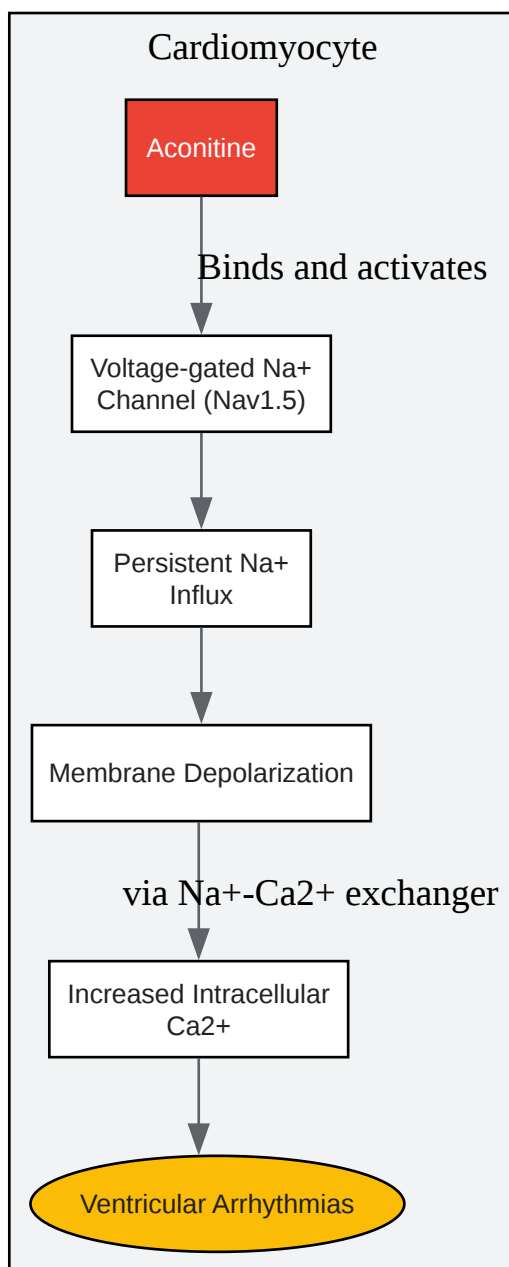 Cardiomyocyte
Aconitine
Binds and activates
Voltage-gated Na+
Channel (Nav1.5)
Persistent Na+
Influx
Membrane Depolarization
via Na+-Ca2+ exchanger
Increased Intracellular
Ca2+
Ventricular Arrhythmias